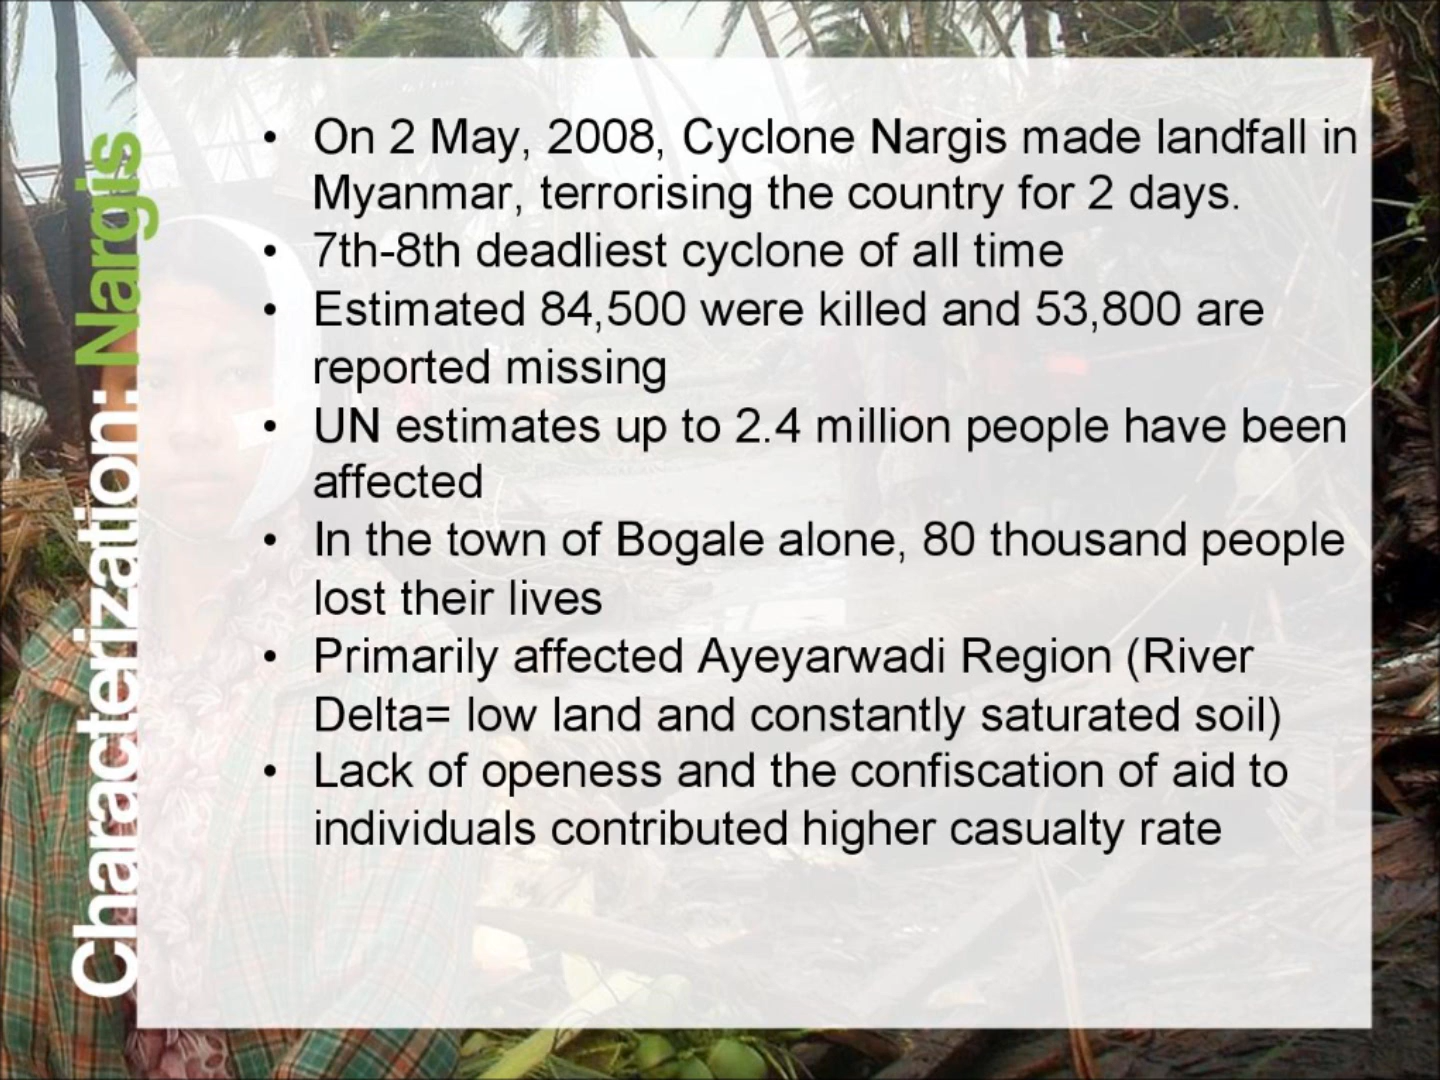 Characterization: Nargis
• On 2 May, 2008, Cyclone Nargis made landfall in
Myanmar, terrorising the country for 2 days.
• 7th-8th deadliest cyclone of all time
• Estimated 84,500 were killed and 53,800 are
reported missing
• UN estimates up to 2.4 million people have been
affected
• In the town of Bogale alone, 80 thousand people
lost their lives
• Primarily affected Ayeyarwadi Region (River
Delta= low land and constantly saturated soil)
• Lack of openess and the confiscation of aid to
individuals contributed higher casualty rate